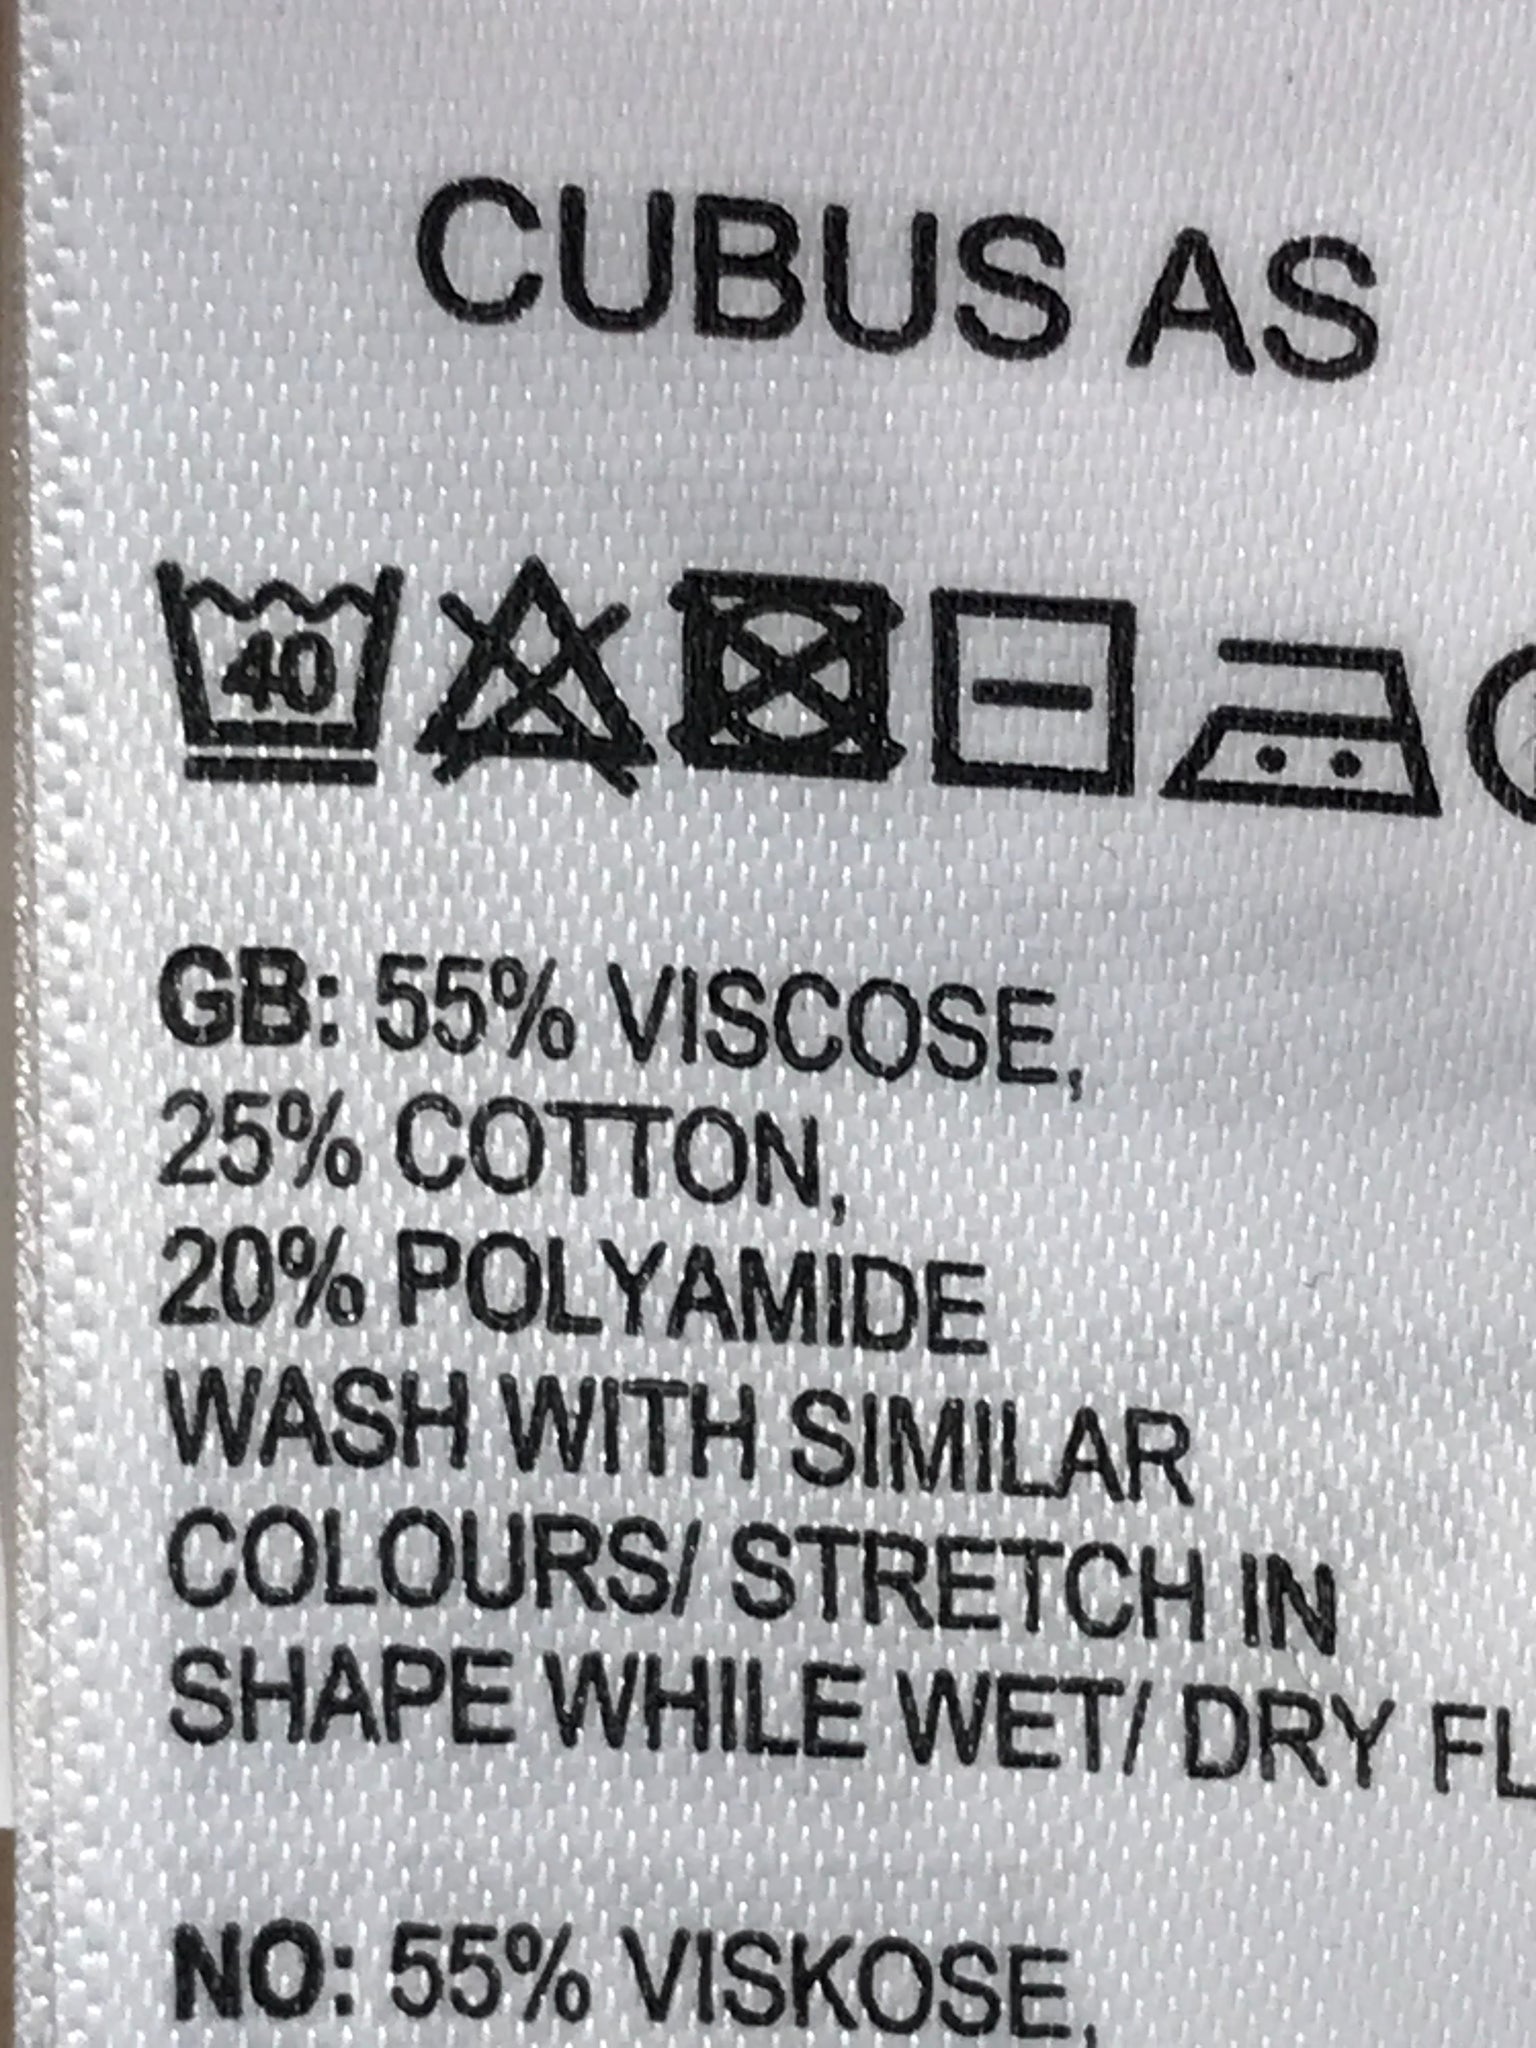 CUBUS AS
40
GB: 55% VISCOSE,
25% COTTON,
20% POLYAMIDE
WASH WITH SIMILAR
COLOURS/ STRETCH IN
SHAPE WHILE WET/ DRY
NO: 55% VISKOSE,